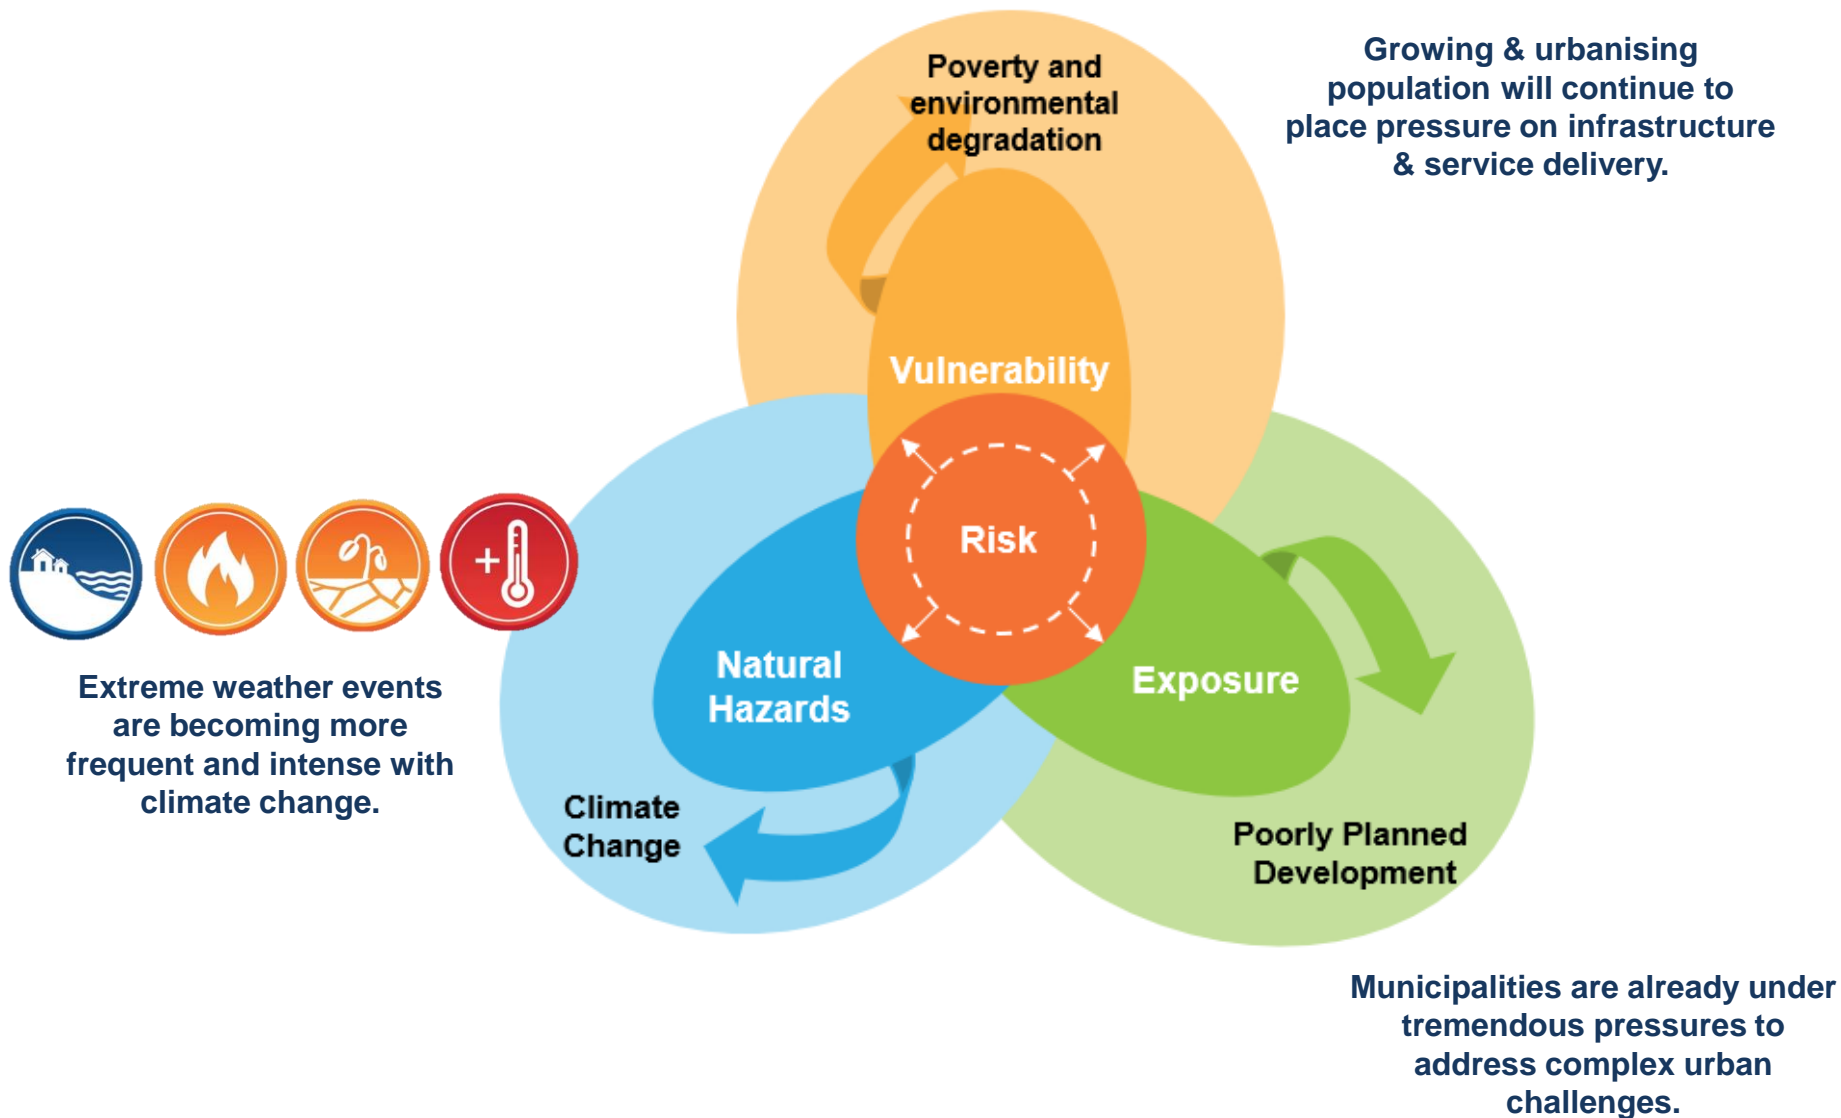 Poverty and
environmental
degradation
Growing & urbanising
population will continue to
place pressure on infrastructure
& service delivery.
Vulnerability
Risk
Natural
Hazards
Exposure
+
Extreme weather events
are becoming more
frequent and intense with
climate change.
Climate
Change
Poorly Planned
Development
Municipalities are already under
tremendous pressures to
address complex urban
challenges.